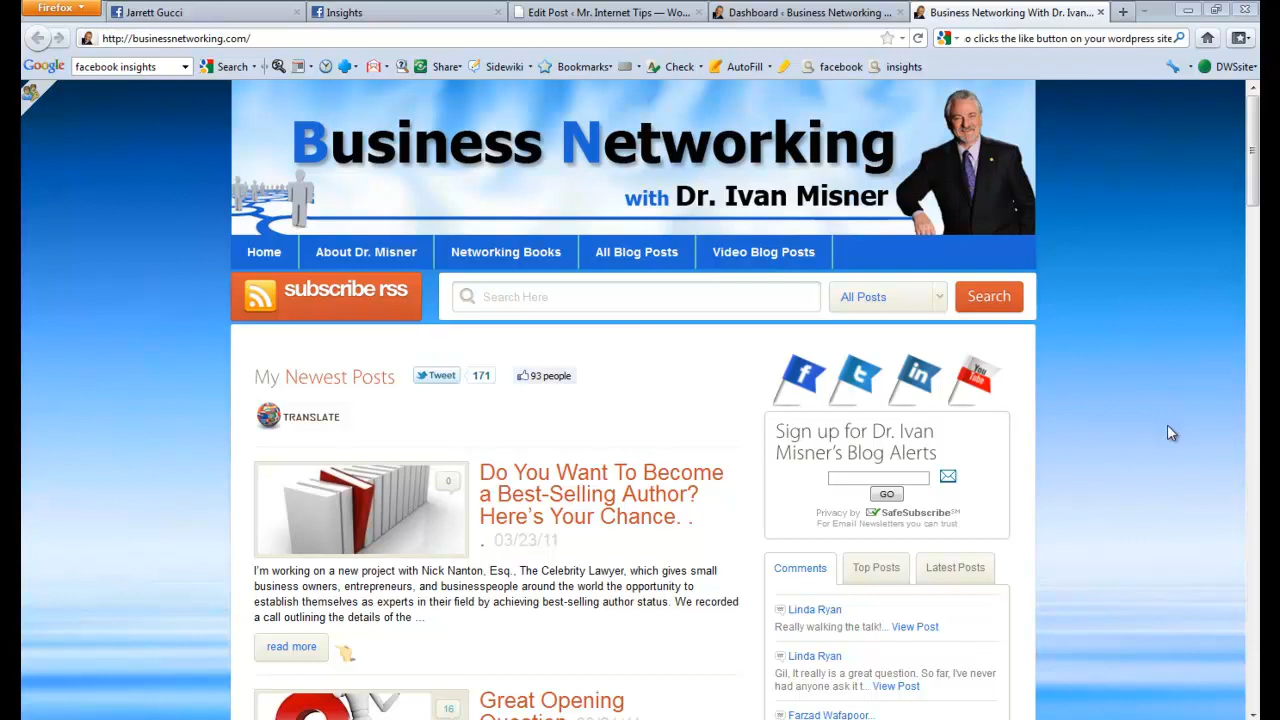 Firefox
Jarrett Gucci
Insights
Edit Post ‹ Mr. Internet Tips — Wo...
Dashboard ‹ Business Networking ...
Business Networking With Dr. Ivan...
http://businessnetworking.com/
o clicks the like button on your wordpress site
Google
facebook insights
Search
Share
Sidewiki
Bookmarks
Check
AutoFill
facebook
insights
DWSsite
Business Networking
with Dr. Ivan Misner
Home
About Dr. Misner
Networking Books
All Blog Posts
Video Blog Posts
subscribe rss
Search Here
All Posts
Search
My Newest Posts
Tweet
171
93 people
TRANSLATE
0
Do You Want To Become
a Best-Selling Author?
Here's Your Chance. .
. 03/23/11
I'm working on a new project with Nick Nanton, Esq., The Celebrity Lawyer, which gives small
business owners, entrepreneurs, and businesspeople around the world the opportunity to
establish themselves as experts in their field by achieving best-selling author status. We recorded
a call outlining the details of the ...
read more
16
Great Opening
f
t
in
You
Tube
Sign up for Dr. Ivan
Misner's Blog Alerts
GO
Privacy by SafeSubscribe SM
For Email Newsletters you can trust
Comments
Top Posts
Latest Posts
Linda Ryan
Really walking the talk!... View Post
Linda Ryan
Gil, It really is a great question. So far, I've never
had anyone ask it t... View Post
Farzad Wafapoor...